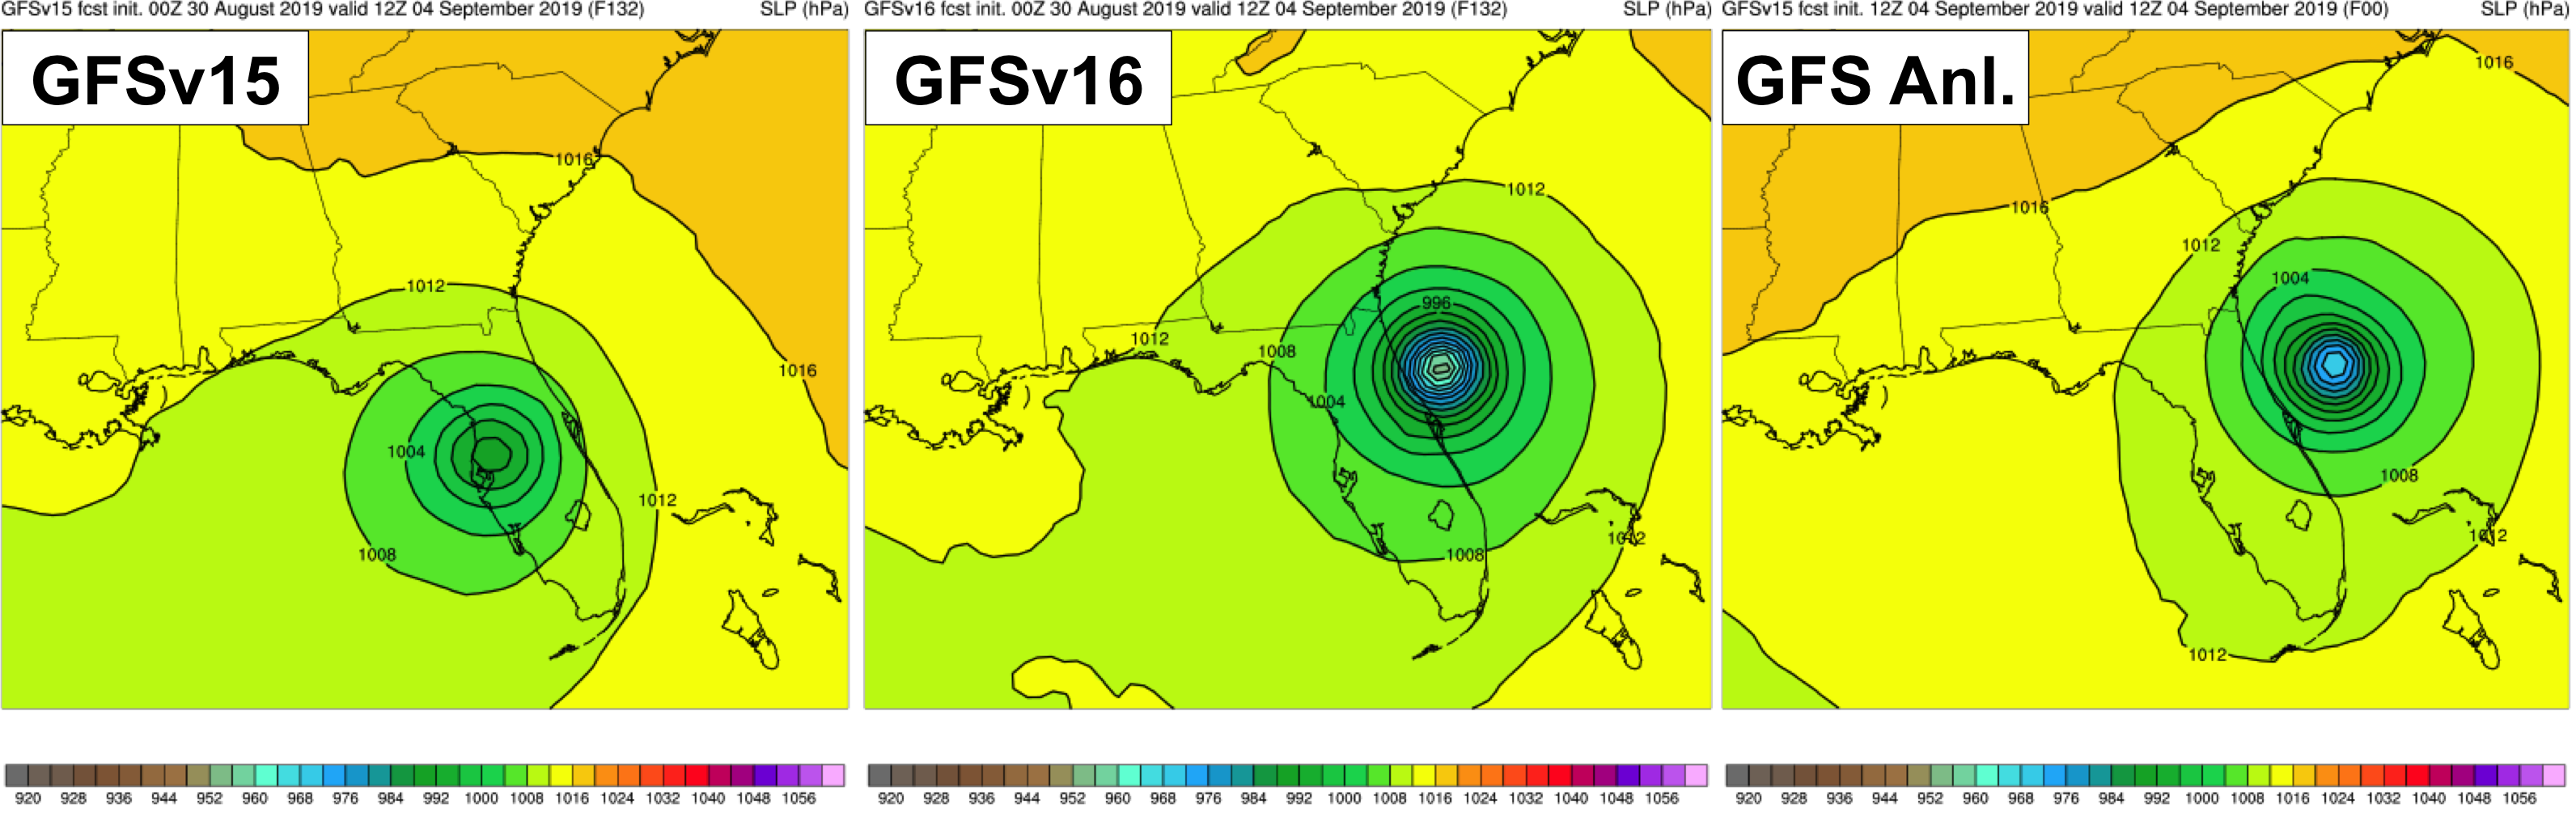 GFSv15 fcst init. 00Z 30 August 2019 valid 12Z 04 September 2019 (F132) SLP (hPa)
GFSv15
1016
1012
1016
1004
1012
1008
920 928 936 944 952 960 968 976 984 992 1000 1008 1016 1024 1032 1040 1048 1056
GFSv16 fcst init. 00Z 30 August 2019 valid 12Z 04 September 2019 (F132) SLP (hPa)
GFSv16
1012
996
1012
1008
1004
1012
1008
920 928 936 944 952 960 968 976 984 992 1000 1008 1016 1024 1032 1040 1048 1056
GFSv15 fcst init. 12Z 04 September 2019 valid 12Z 04 September 2019 (F00) SLP (hPa)
GFS Anl.
1016
1016
1012
1004
1008
1012
1012
920 928 936 944 952 960 968 976 984 992 1000 1008 1016 1024 1032 1040 1048 1056